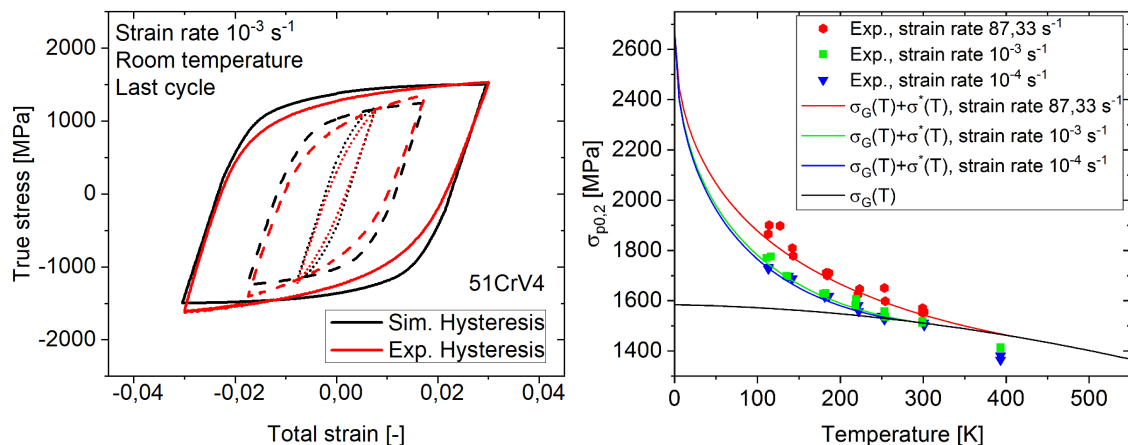 Strain rate 10⁻³ s⁻¹
Room temperature
Last cycle
2000
1000
0
-1000
-2000
True stress [MPa]
51CrV4
Sim. Hysteresis
Exp. Hysteresis
-0,04 -0,02 0,00 0,02 0,04
Total strain [-]
Exp., strain rate 87,33 s⁻¹
Exp., strain rate 10⁻³ s⁻¹
Exp., strain rate 10⁻⁴ s⁻¹
σG(T)+σ*(T), strain rate 87,33 s⁻¹
σG(T)+σ*(T), strain rate 10⁻³ s⁻¹
σG(T)+σ*(T), strain rate 10⁻⁴ s⁻¹
σG(T)
2600
2400
2200
2000
1800
1600
1400
σp0,2 [MPa]
0 100 200 300 400 500
Temperature [K]